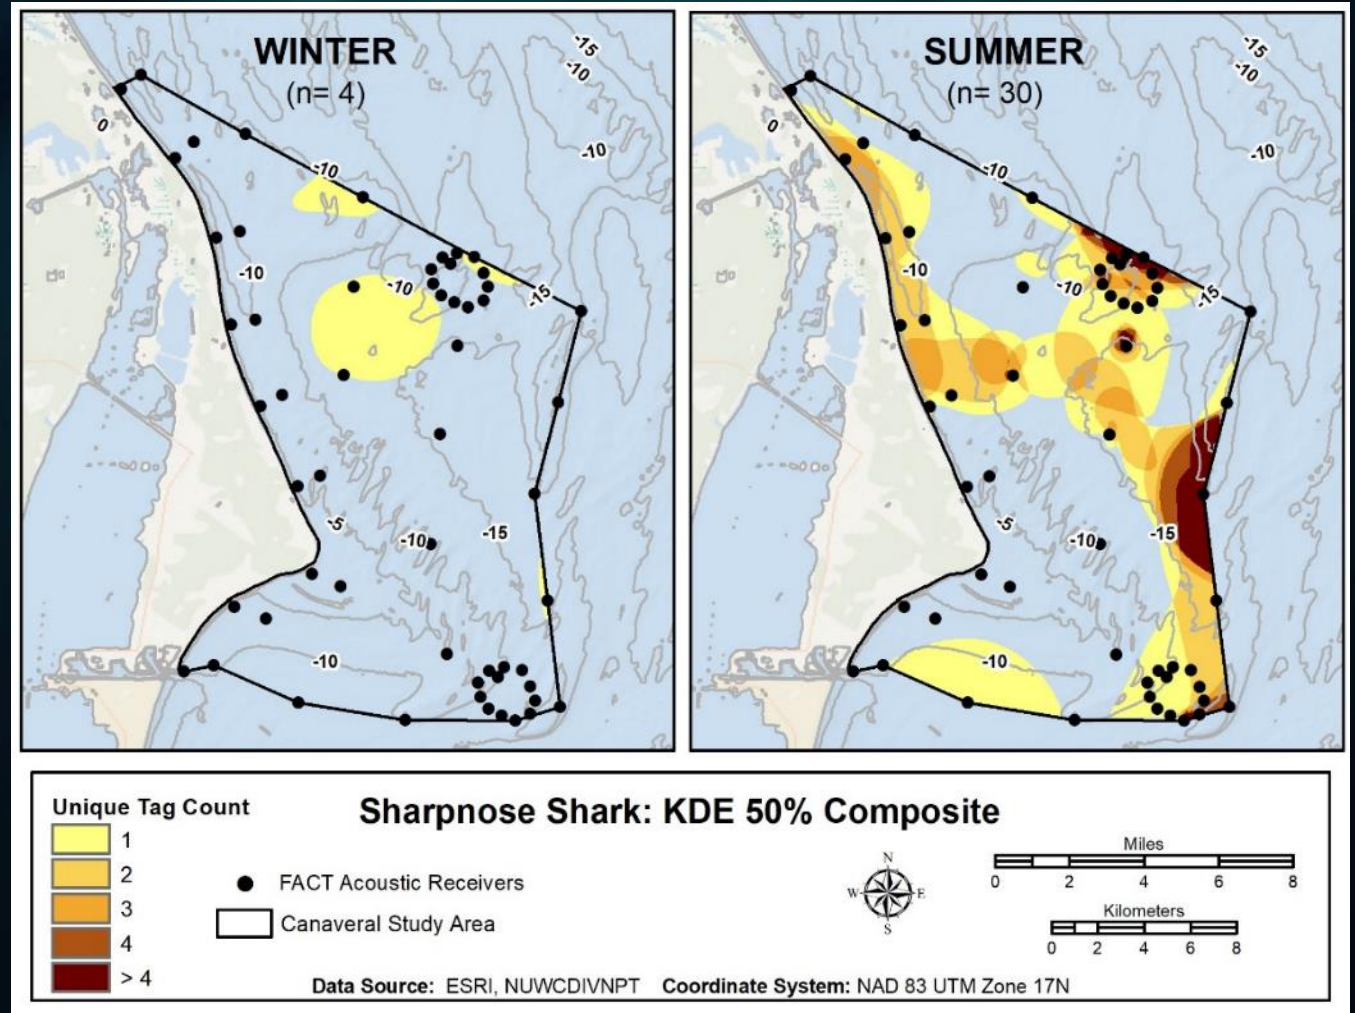 WINTER
(n= 4)
-15
-10
-10
0
-10
-10
-10
-15
-5
-10
-15
-10
SUMMER
(n= 30)
-15
-10
-10
0
-10
-10
-10
-15
-5
-10
-15
-10
Unique Tag Count
1
2
3
4
> 4
Sharpnose Shark: KDE 50% Composite
FACT Acoustic Receivers
Canaveral Study Area
N
W
E
S
Miles
0 2 4 6 8
Kilometers
0 2 4 6 8
Data Source: ESRI, NUWCDIVNPT Coordinate System: NAD 83 UTM Zone 17N